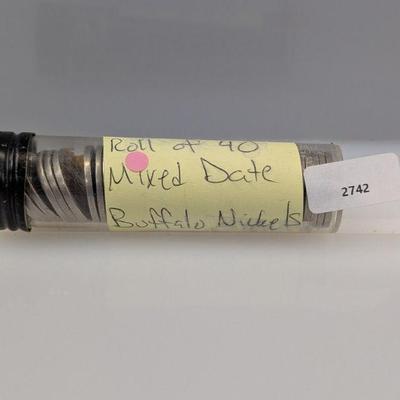 Roll of 40
Mixed Date
Buffalo Nickels
2742